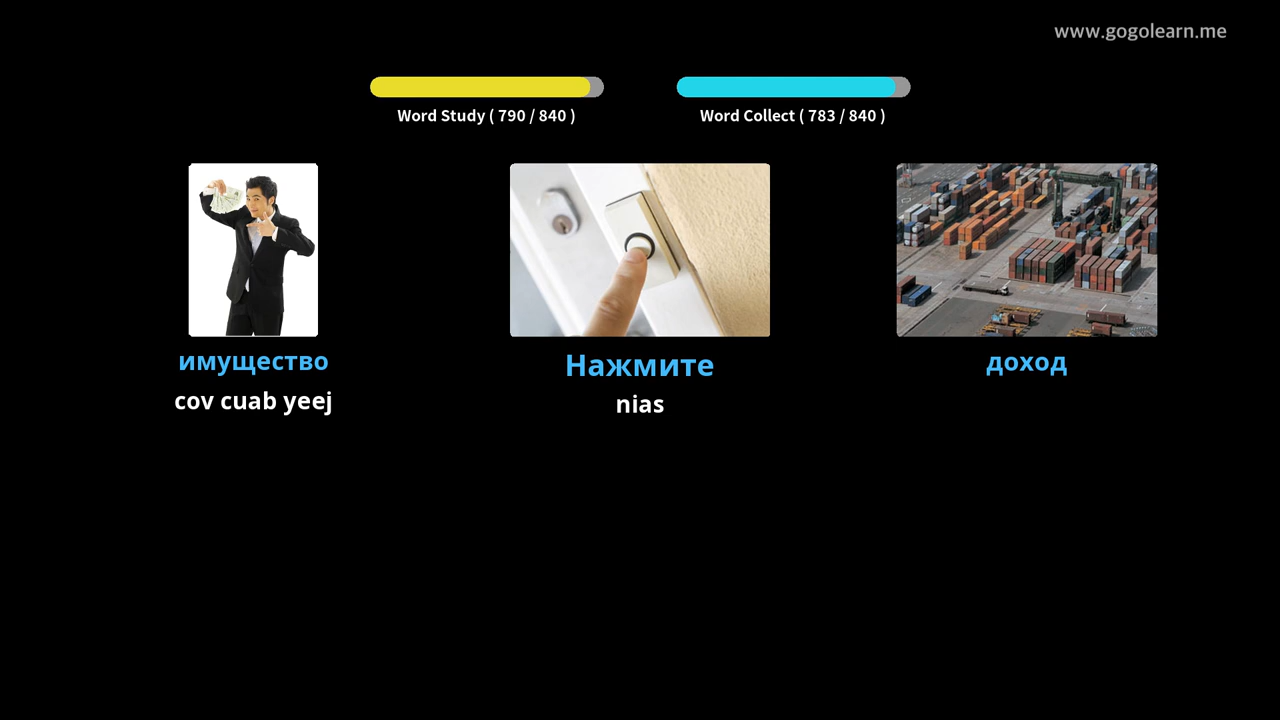 www.gogolearn.me
Word Study ( 790 / 840 )
Word Collect ( 783 / 840 )
имущество
Нажмите
доход
cov cuab yeej
nias